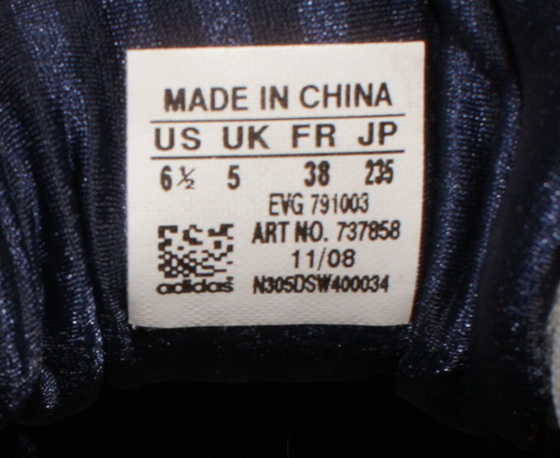 MADE IN CHINA
US UK FR JP
6½ 5 38 235
EVG 791003
ART NO. 737858
11/08
adidas N305DSW400034